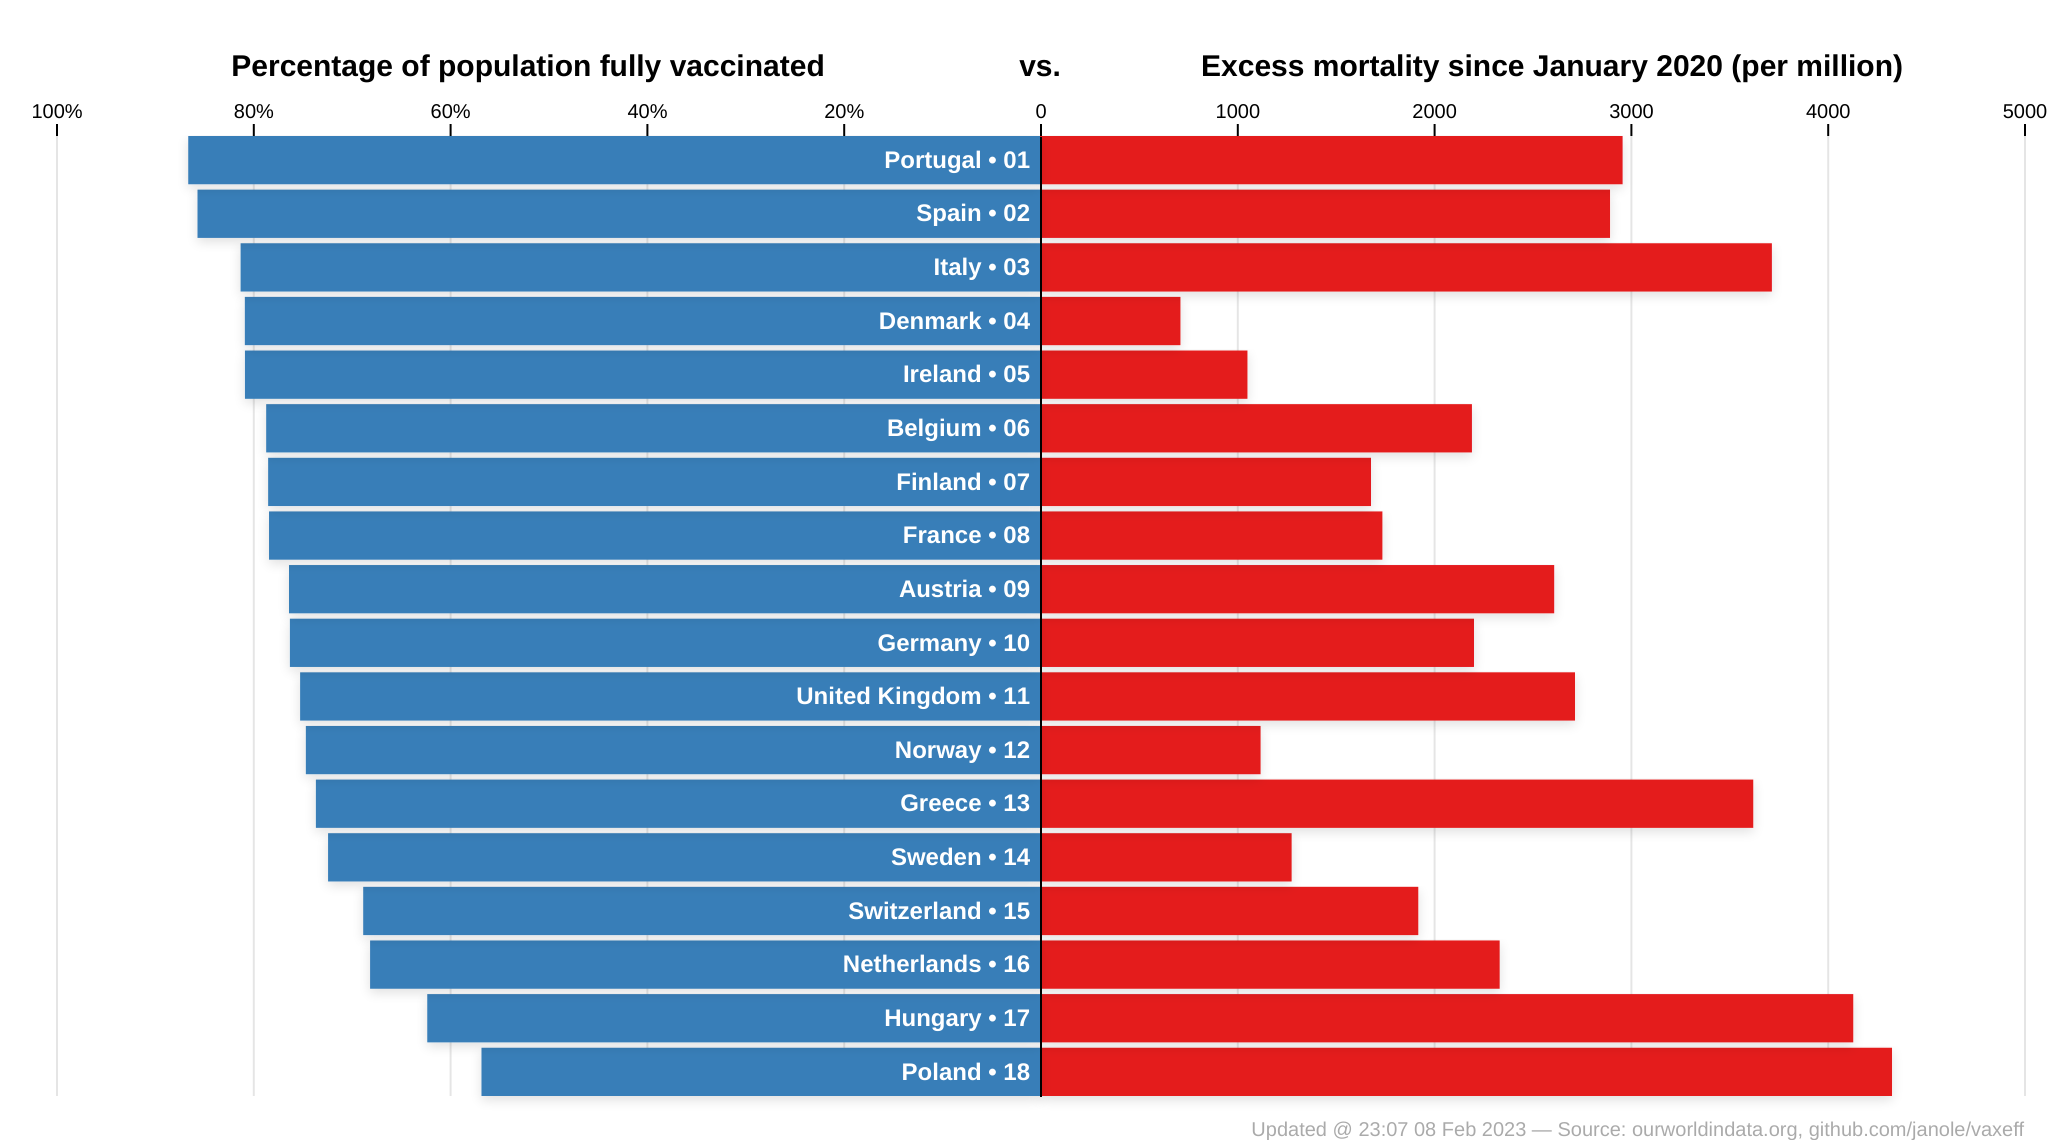 Percentage of population fully vaccinated vs. Excess mortality since January 2020 (per million)
100% 80% 60% 40% 20% 0 1000 2000 3000 4000 5000
Portugal • 01
Spain • 02
Italy • 03
Denmark • 04
Ireland • 05
Belgium • 06
Finland • 07
France • 08
Austria • 09
Germany • 10
United Kingdom • 11
Norway • 12
Greece • 13
Sweden • 14
Switzerland • 15
Netherlands • 16
Hungary • 17
Poland • 18
Updated @ 23:07 08 Feb 2023 — Source: ourworldindata.org, github.com/janole/vaxeff